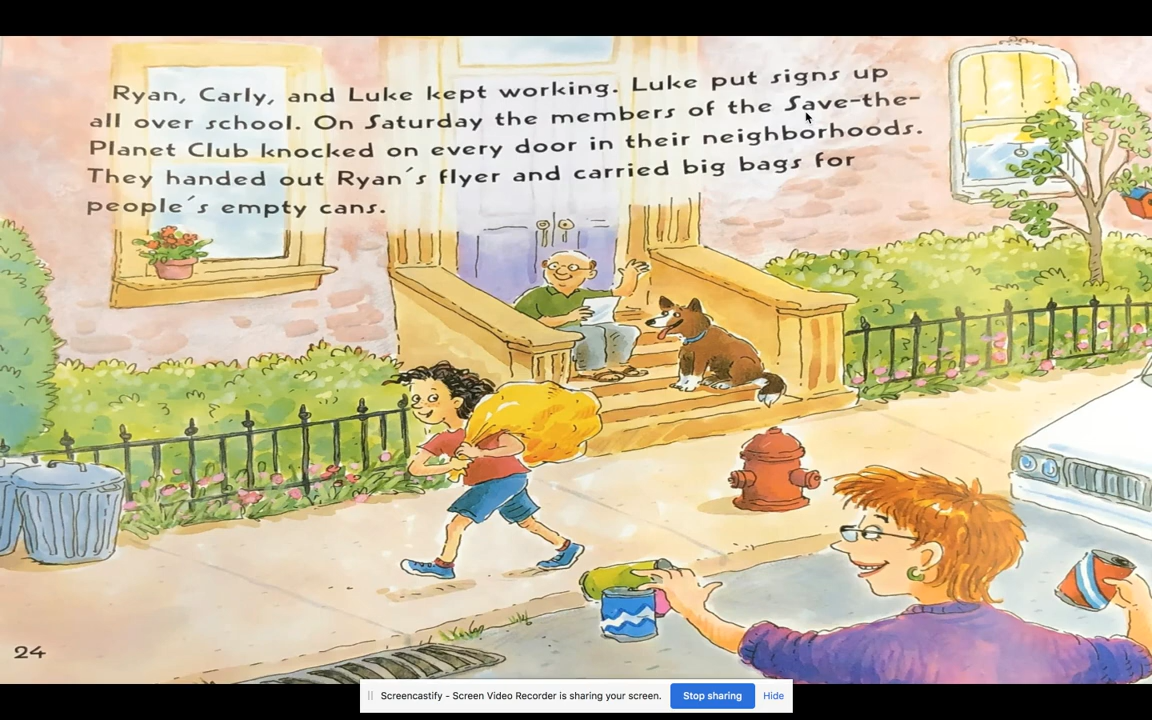 Ryan, Carly, and Luke kept working. Luke put signs up
all over school. On Saturday the members of the Save-the-
Planet Club knocked on every door in their neighborhoods.
They handed out Ryan's flyer and carried big bags for
people's empty cans.
24
Screencastify - Screen Video Recorder is sharing your screen. Stop sharing Hide